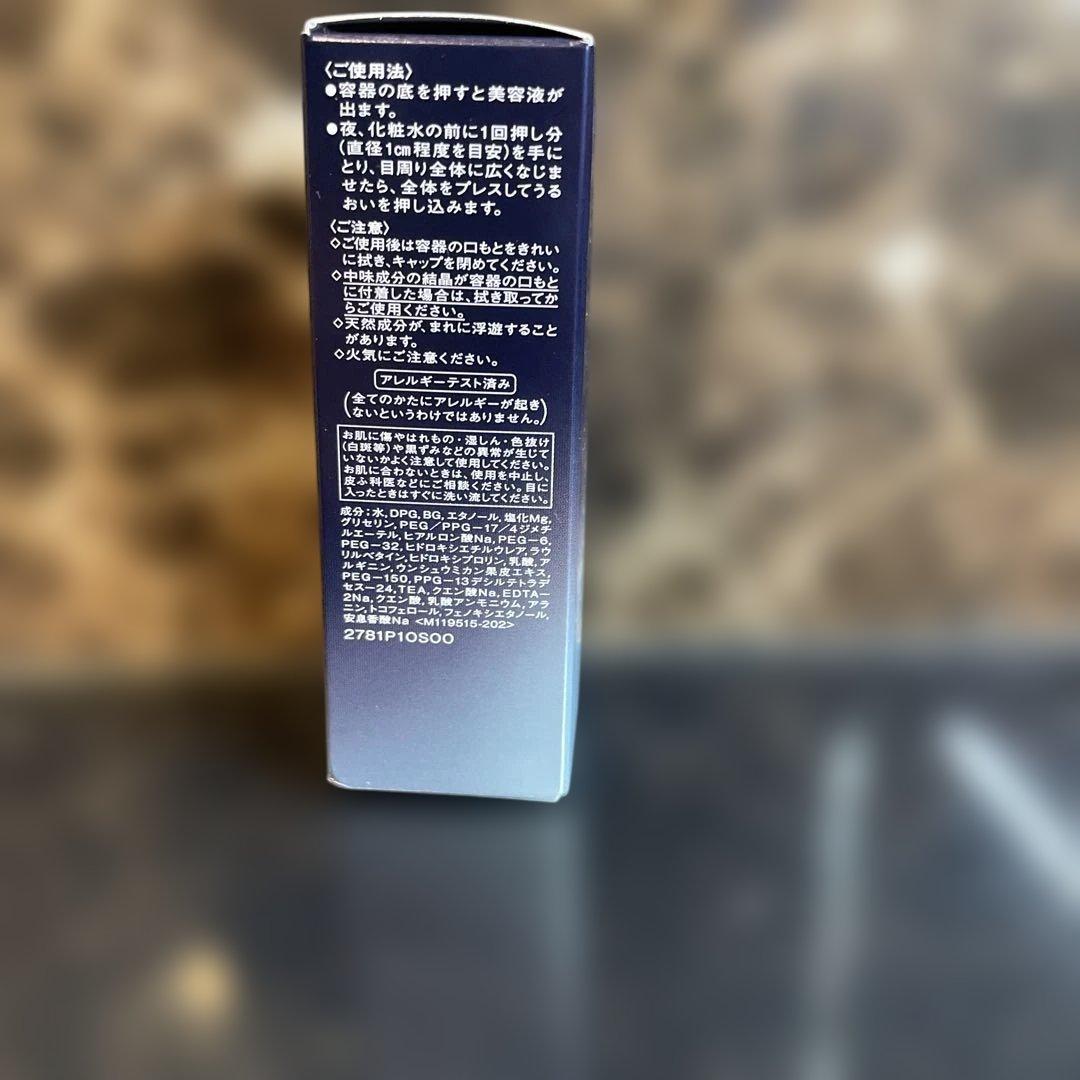 〈ご使用法〉
●容器の底を押すと美容液が
出ます。
●夜、化粧水の前に1回押し分
(直径1cm程度を目安)を手に
とり、目周り全体に広くなじま
せたら、全体をプレスしてうる
おいを押し込みます。
〈ご注意〉
◇ご使用後は容器の口もとをきれい
に拭き、キャップを閉めてください。
◇中味成分の結晶が容器の口もと
に付着した場合は、拭き取ってか
らご使用ください。
◇天然成分が、まれに浮遊すること
があります。
◇火気にご注意ください。
アレルギーテスト済み
(全てのかたにアレルギーが起き
ないというわけではありません。)
お肌に傷やはれもの・湿しん・色抜け
(白斑等)や黒ずみなどの異常が生じて
いないかよく注意して使用してください。
お肌に合わないときは、使用を中止し、
皮ふ科医などにご相談ください。目に
入ったときはすぐに洗い流してください。
成分:水,DPG,BG,エタノール,塩化Mg,
グリセリン,PEG/PPG-17/4ジメチ
ルエーテル,ヒアルロン酸Na,PEG-6,
PEG-32,ヒドロキシエチルウレア,ラウ
リルベタイン,ヒドロキシプロリン,乳酸,ア
ルギニン,ウンシュウミカン果皮エキス,
PEG-150,PPG-13デシルテトラデ
セス-24,TEA,クエン酸Na,EDTA-
2Na,クエン酸,乳酸アンモニウム,アラ
ニン,トコフェロール,フェノキシエタノール,
安息香酸Na <M119515-202>
2781P10S00